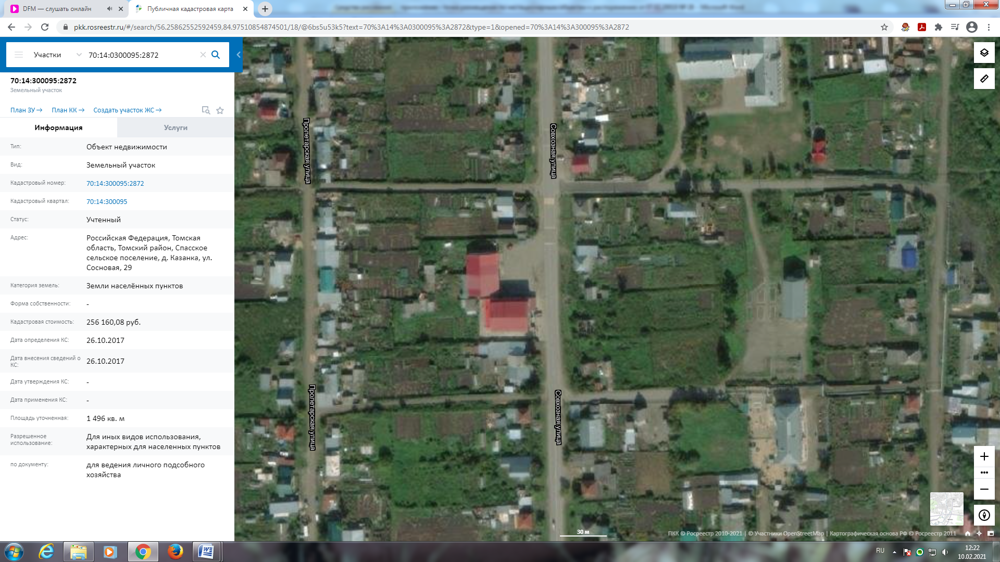 DFM — слушать онлайн
Публичная кадастровая карта
pkk.rosreestr.ru/#/search/56.25862552592459,84.97510854874501/18/@6bs5u53k5?text=70%3A14%3A0300095%3A2872&type=1&opened=70%3A14%3A300095%3A2872
Участки
70:14:0300095:2872
70:14:300095:2872
Земельный участок
План ЗУ→ План КК→ Создать участок ЖС→
Информация Услуги
Тип: Объект недвижимости
Вид: Земельный участок
Кадастровый номер: 70:14:300095:2872
Кадастровый квартал: 70:14:300095
Статус: Учтенный
Адрес: Российская Федерация, Томская
область, Томский район, Спасское
сельское поселение, д. Казанка, ул.
Сосновая, 29
Категория земель: Земли населённых пунктов
Форма собственности: -
Кадастровая стоимость: 256 160,08 руб.
Дата определения КС: 26.10.2017
Дата внесения сведений о
КС: 26.10.2017
Дата утверждения КС: -
Дата применения КС: -
Площадь уточненная: 1 496 кв. м
Разрешенное
использование:
Для иных видов использования,
характерных для населенных пунктов
по документу: для ведения личного подсобного
хозяйства
Пролетарская улица
Совхозная улица
Пролетарская улица
Совхозная улица
30 м
ПКК © Росреестр 2010-2021 | © Участники OpenStreetMap | Картографическая основа РФ © Росреестр 2011
RU
12:22
10.02.2021